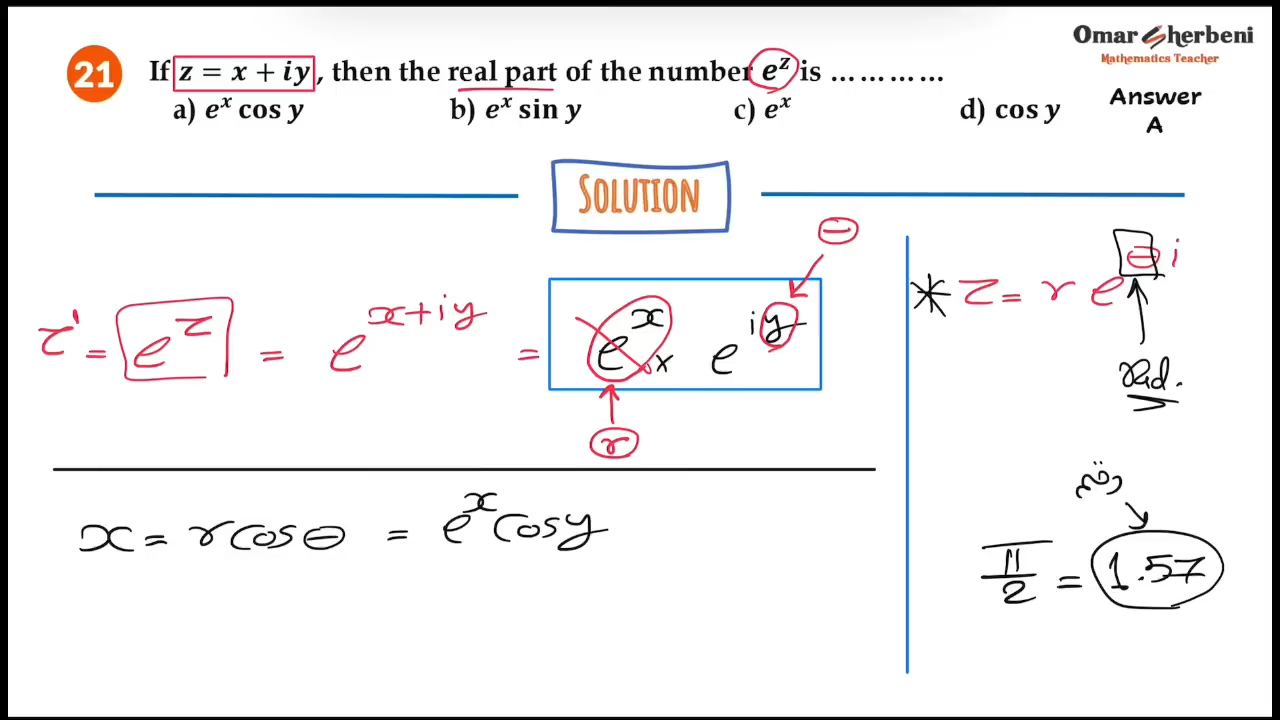 Omar Sherbeni
Mathematics Teacher
21 If z = x + iy, then the real part of the number e^z is …………
a) e^x cos y b) e^x sin y c) e^x d) cos y
Answer
A
SOLUTION
θ
z' = e^z = e^(x+iy) = e^x × e^(iy)
r
* z = r e^(θi)
rad.
x = r cos θ = e^x cos y
رقم
π/2 = 1.57